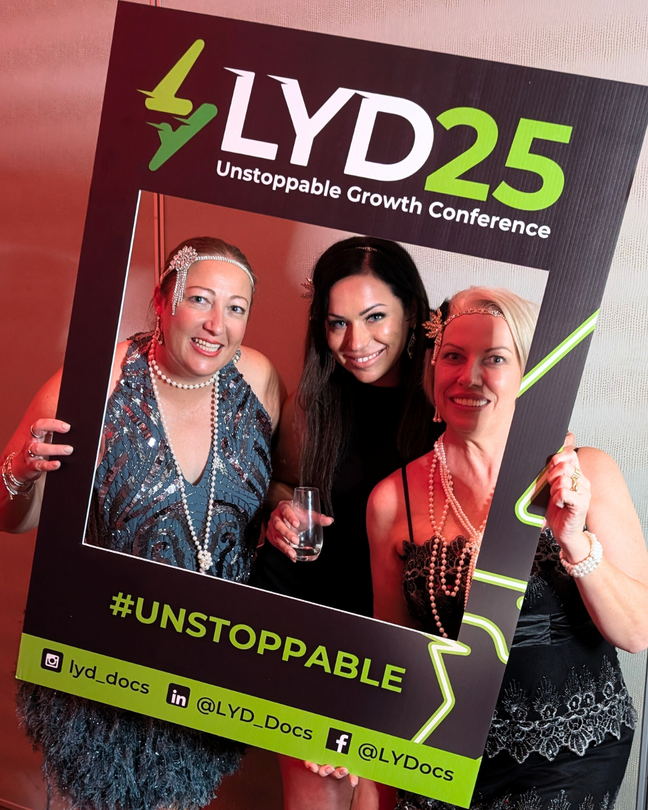 LYD25
Unstoppable Growth Conference
#UNSTOPPABLE
lyd_docs @LYD_Docs @LYDocs